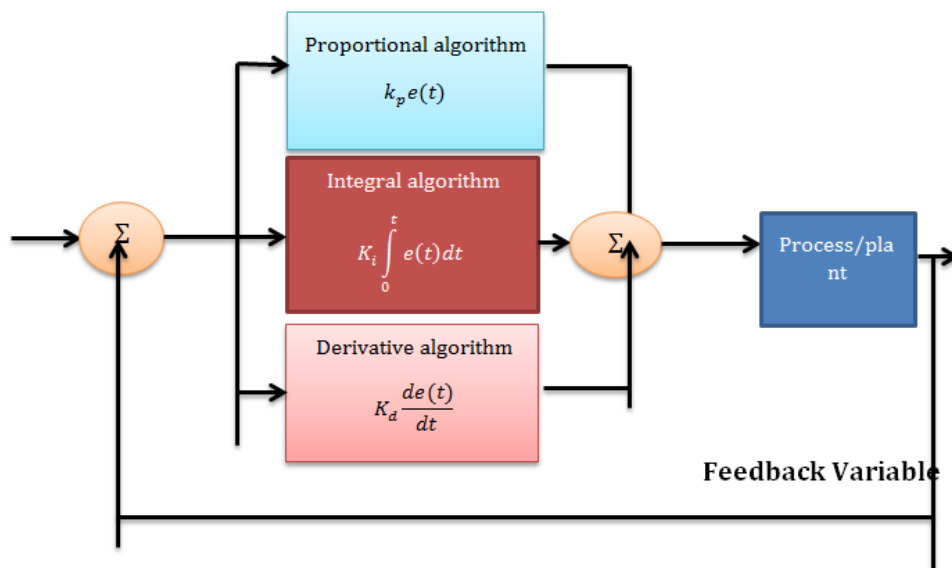 Proportional algorithm
k_p e(t)
Integral algorithm
K_i ∫_0^t e(t)dt
Σ
Σ
Process/pla
nt
Derivative algorithm
K_d de(t)/dt
Feedback Variable